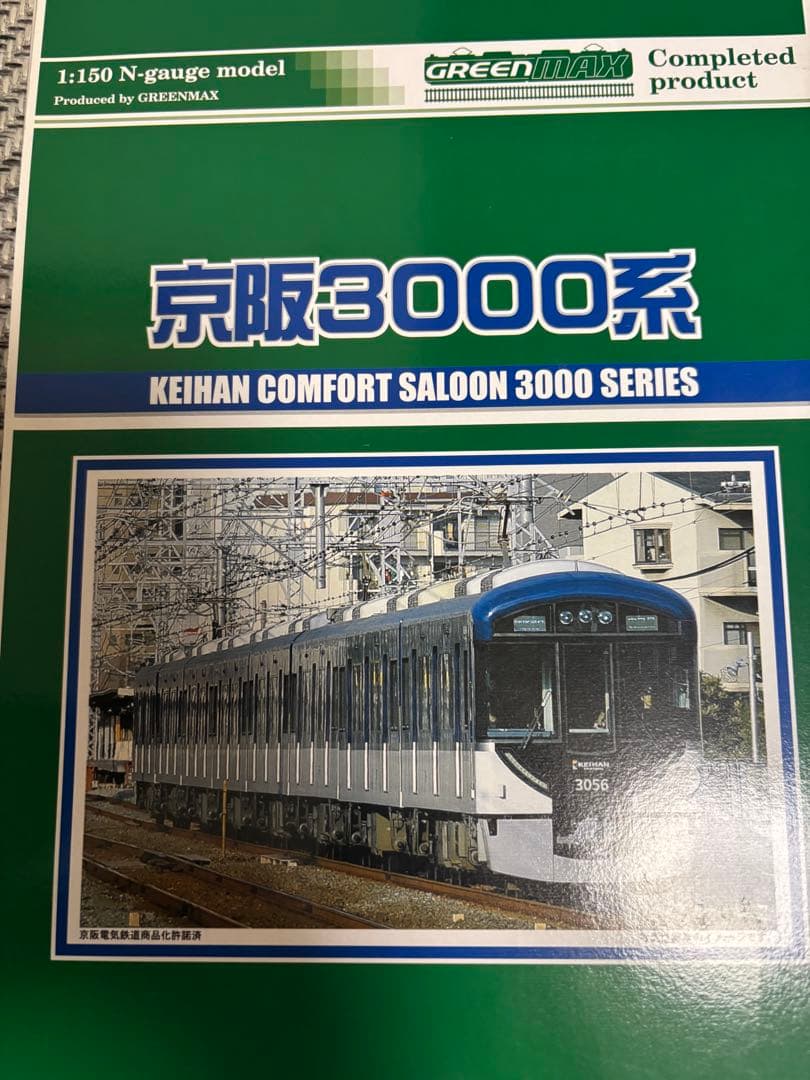 1:150 N-gauge model
Produced by GREENMAX
GREENMAX
Completed
product
京阪3000系
KEIHAN COMFORT SALOON 3000 SERIES
KEIHAN
3056
京阪電気鉄道商品化許諾済